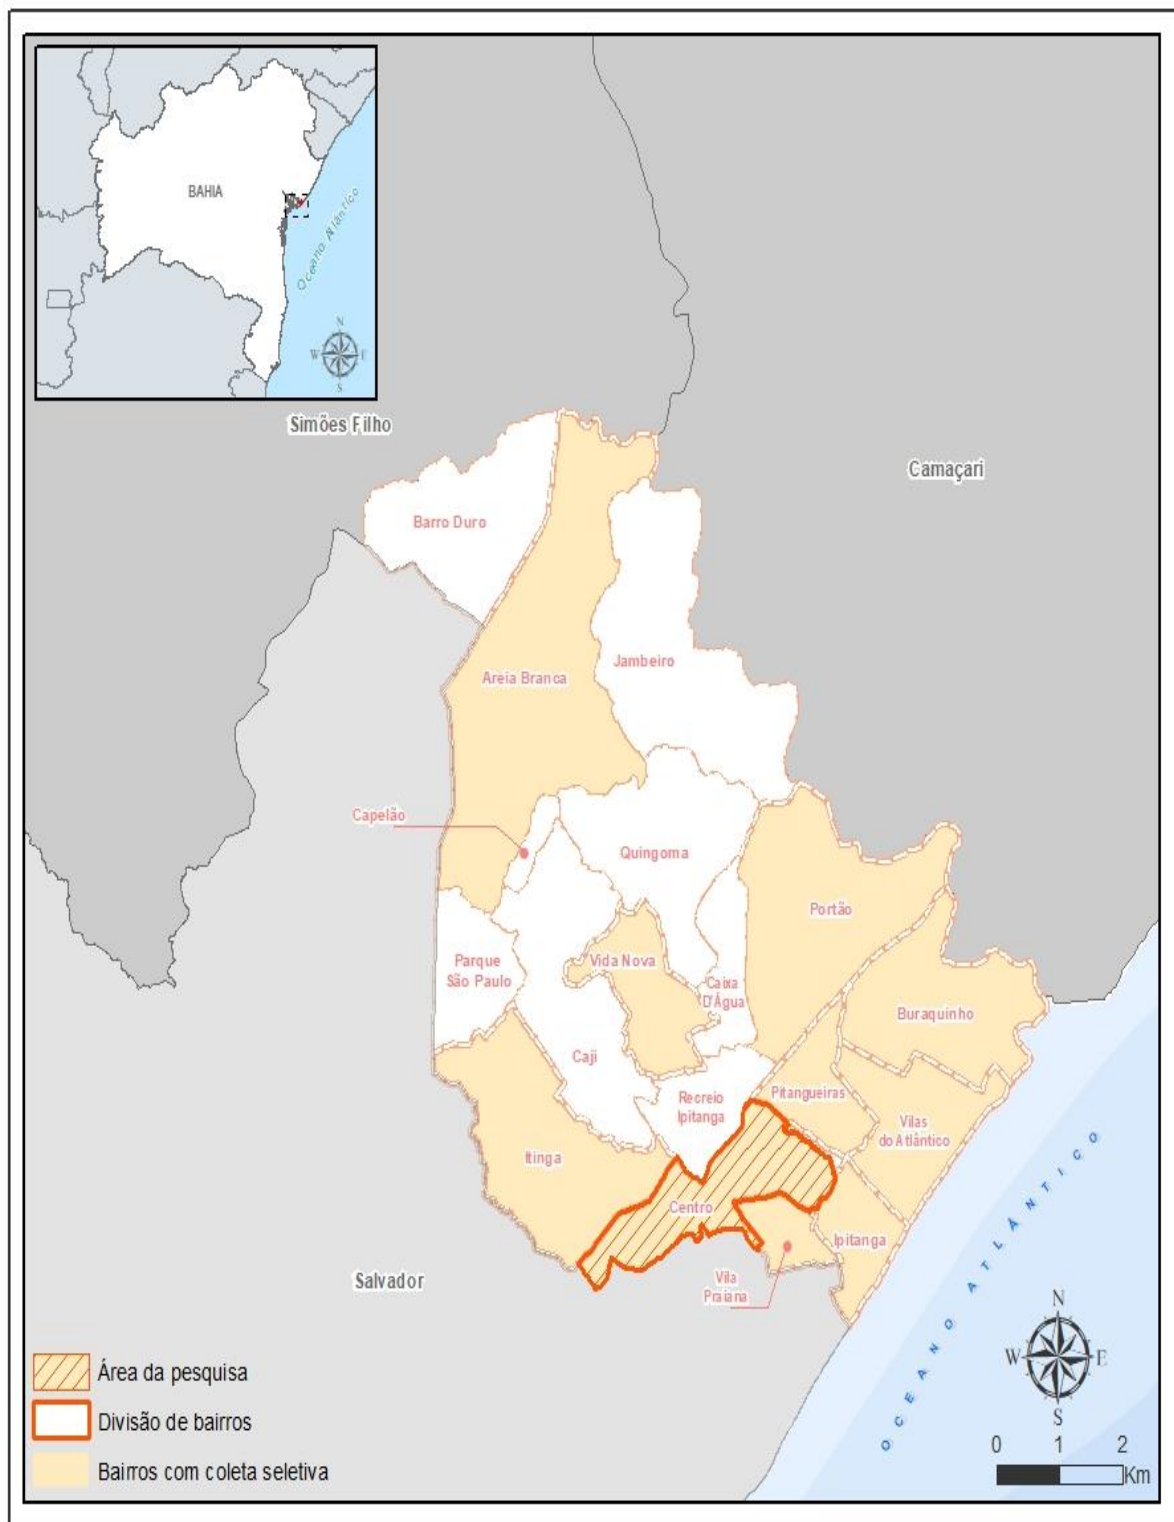 BAHIA
Oceano Atlântico
N
W
E
S
Simões Filho
Camaçari
Barro Duro
Jambeiro
Areia Branca
Capelão
Quingoma
Portão
Parque
São Paulo
Vida Nova
Caixa
D'Água
Buraquinho
Caji
Recreio
Ipitanga
Pitangueiras
Vilas
do Atlântico
Itinga
Centro
Ipitanga
Vila
Praiana
Salvador
OCEANO ATLÂNTICO
N
W
E
S
Área da pesquisa
Divisão de bairros
Bairros com coleta seletiva
0 1 2
Km